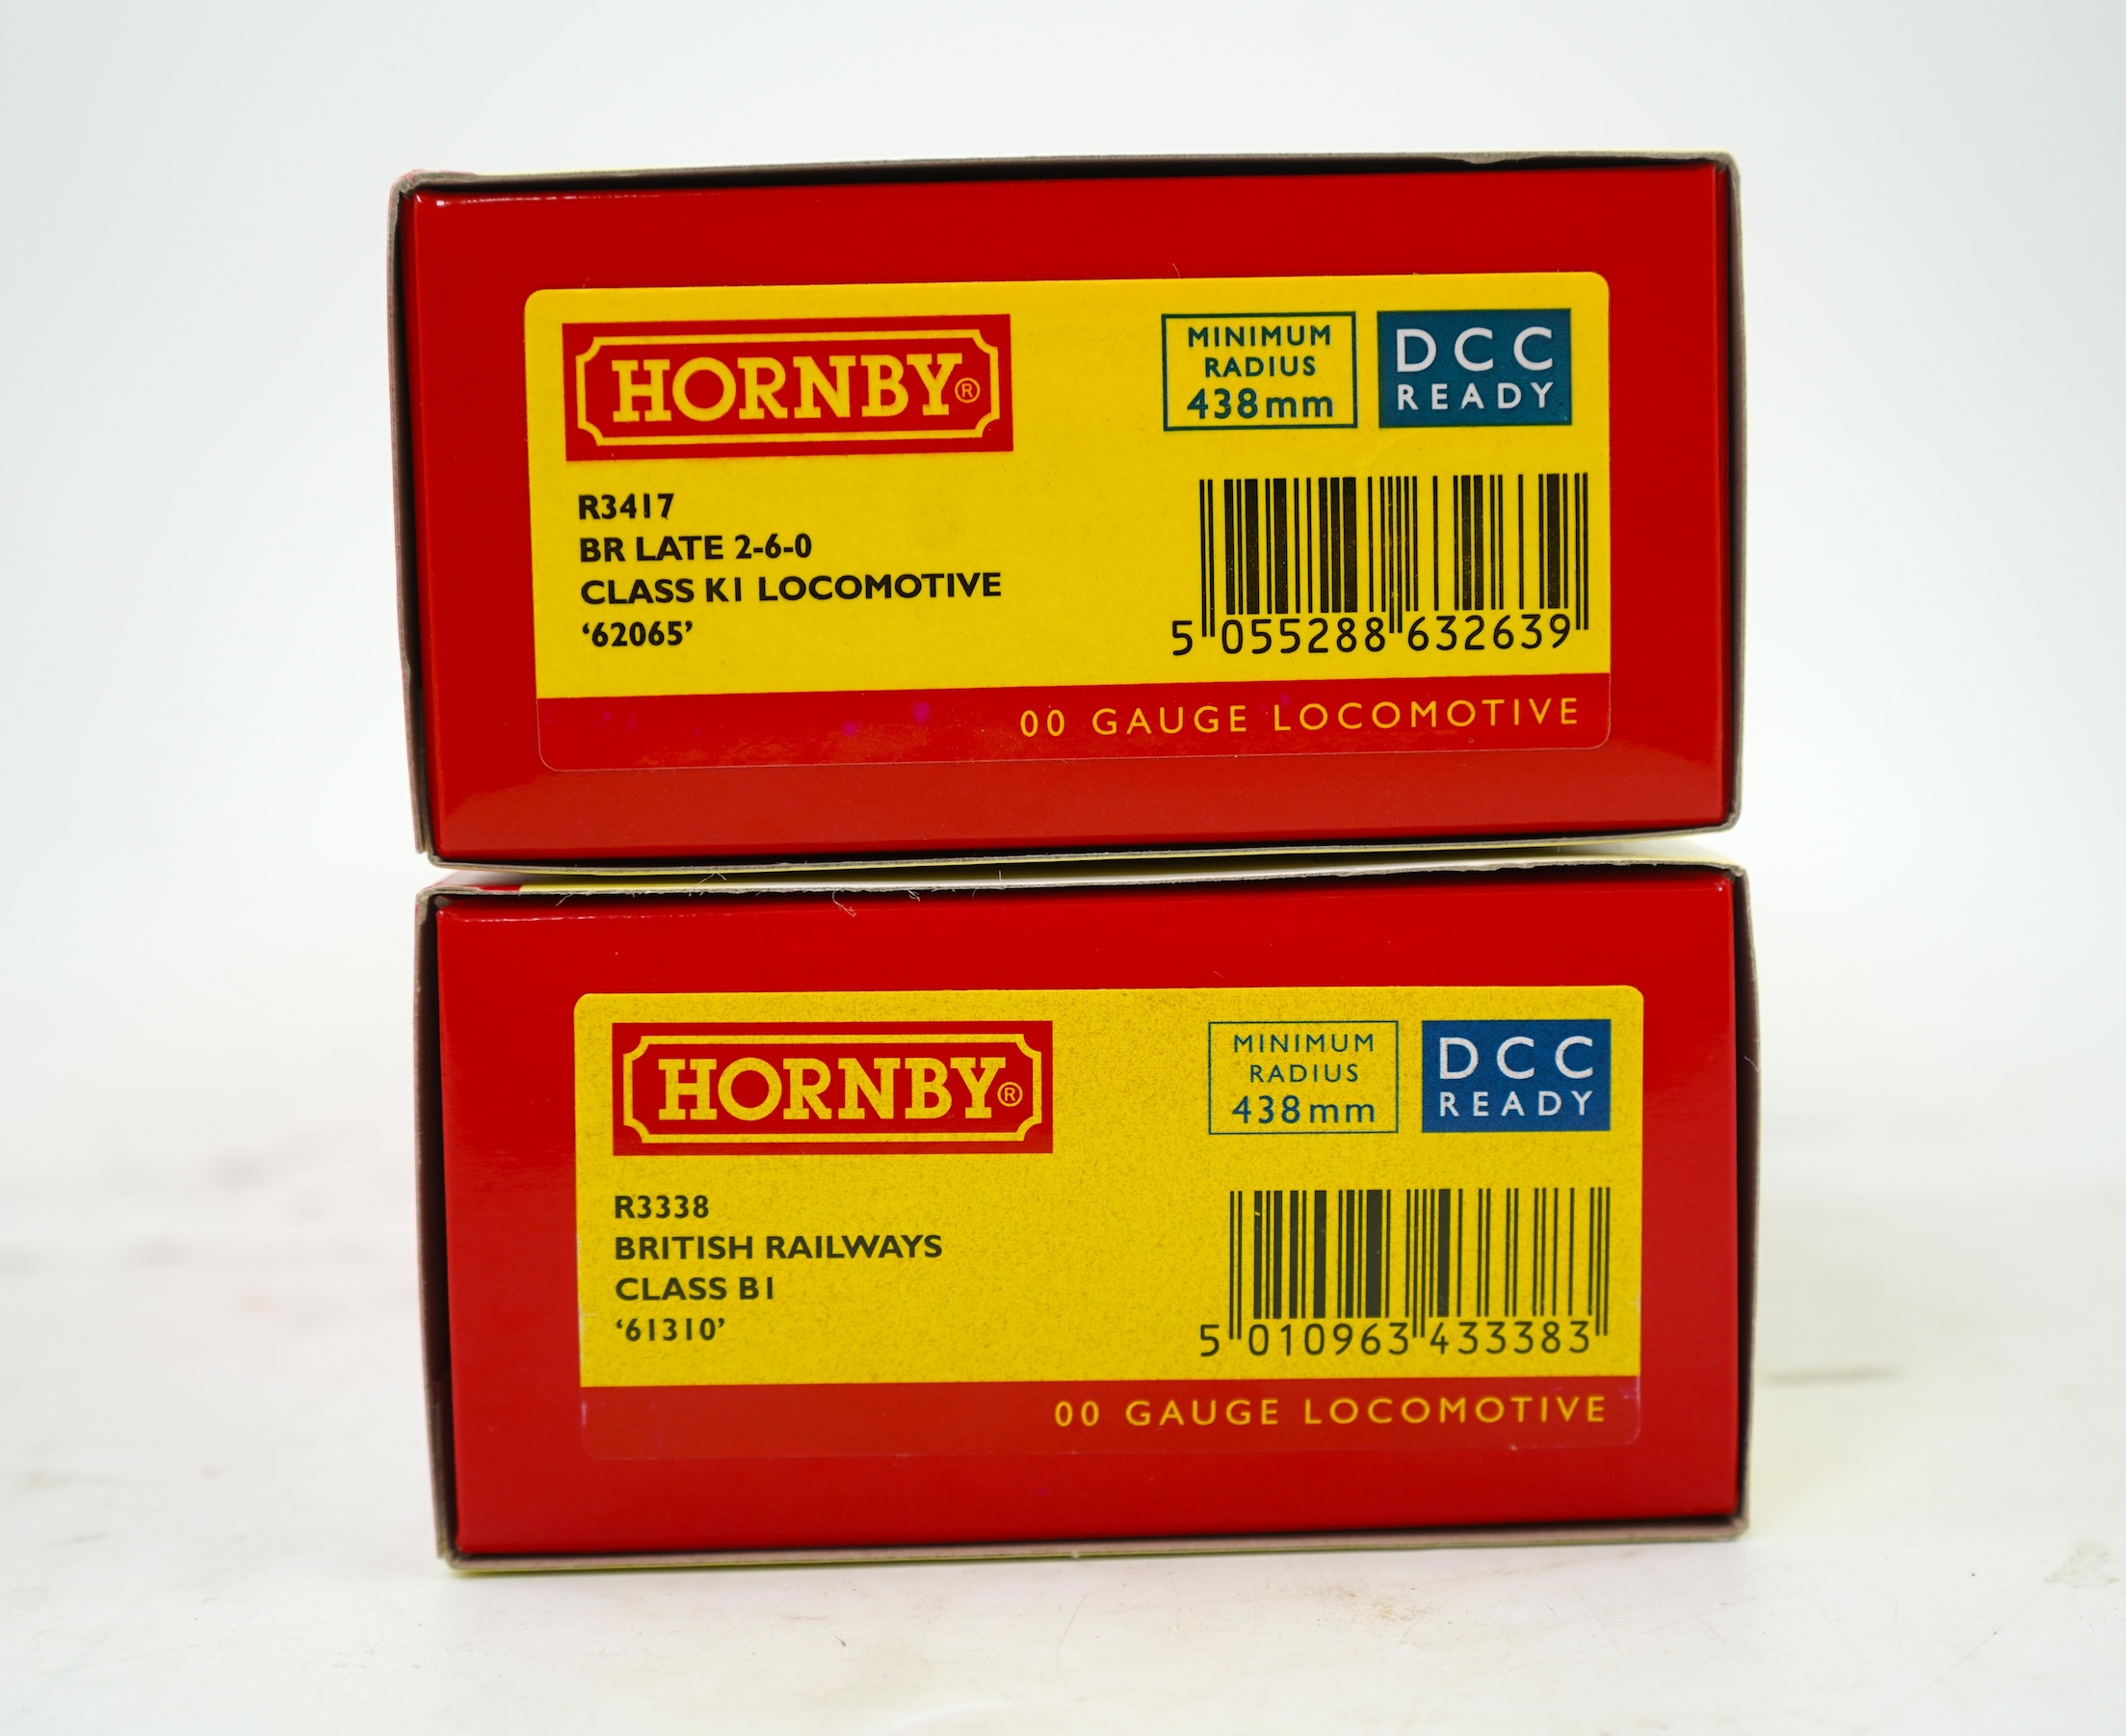 HORNBY®
MINIMUM
RADIUS
438mm
DCC
READY
R3417
BR LATE 2-6-0
CLASS K1 LOCOMOTIVE
‘62065’
5 055288 632639
00 GAUGE LOCOMOTIVE
HORNBY®
MINIMUM
RADIUS
438mm
DCC
READY
R3338
BRITISH RAILWAYS
CLASS B1
‘61310’
5 010963 433383
00 GAUGE LOCOMOTIVE